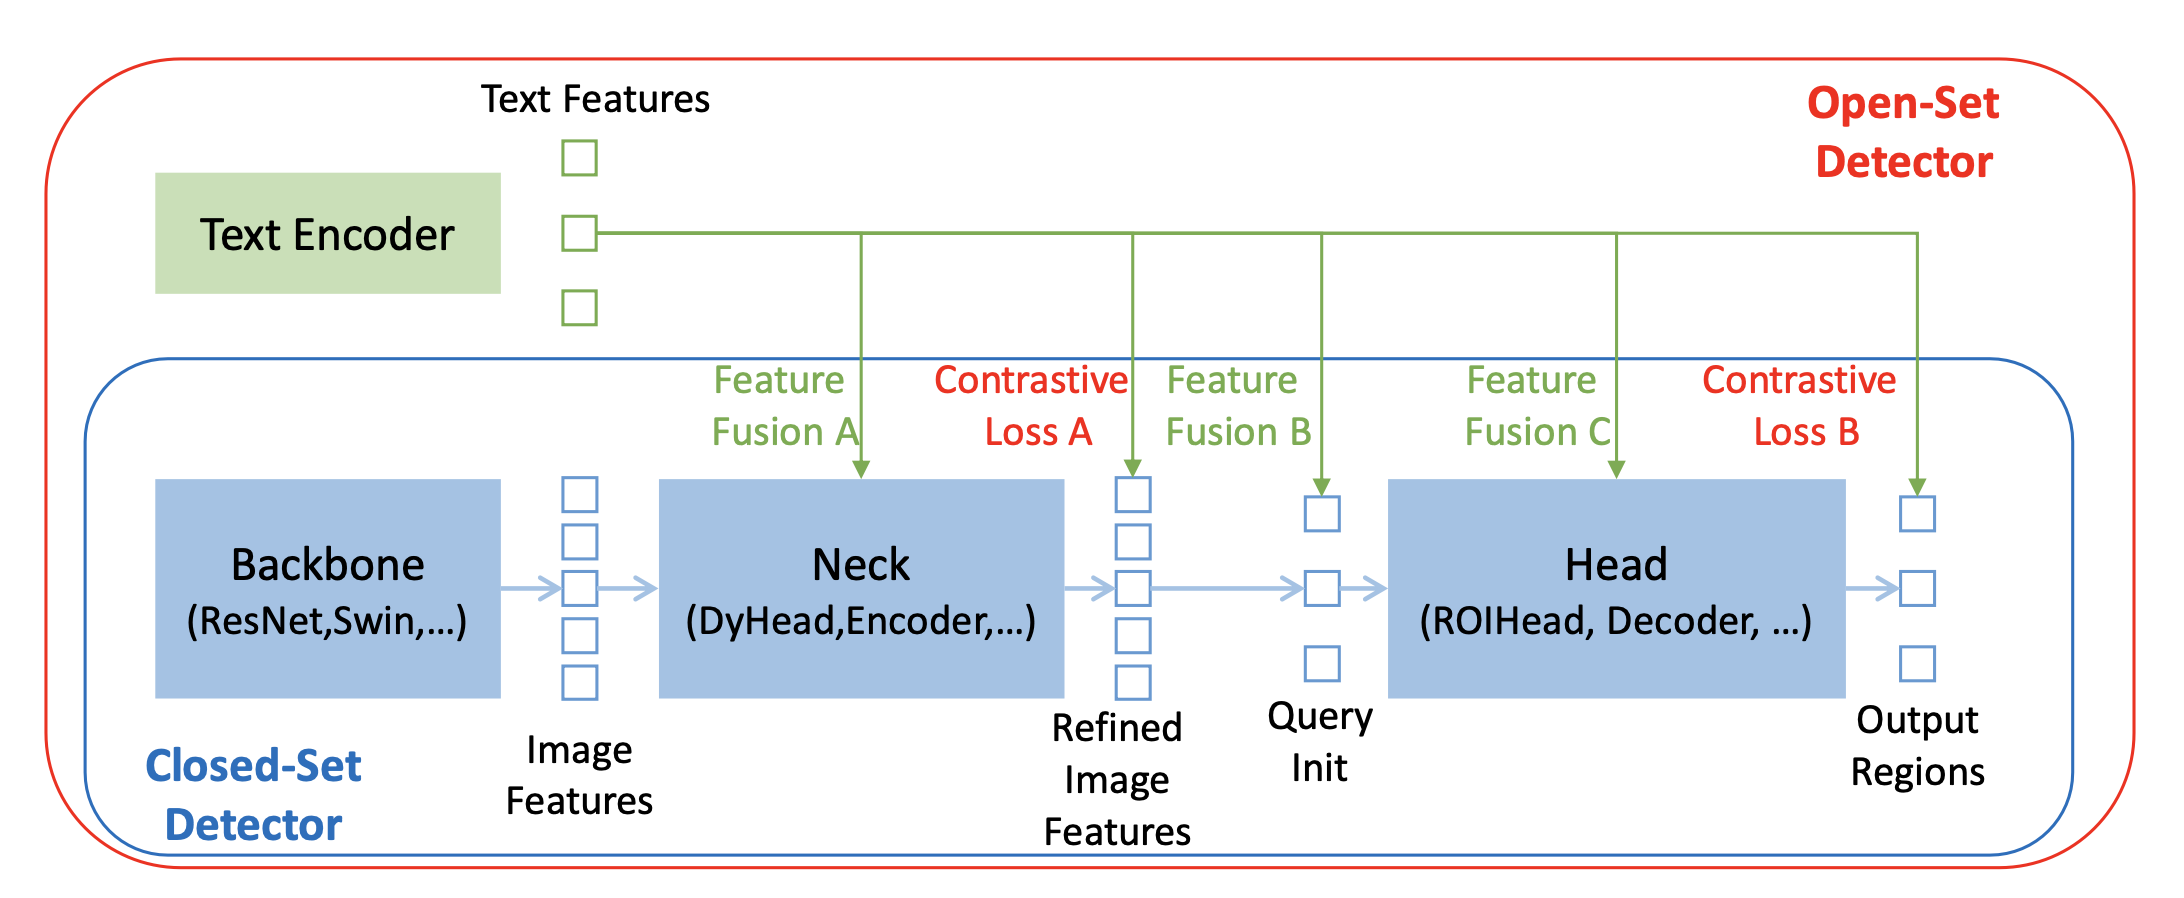 Text Features
Open-Set
Detector
Text Encoder
Feature
Fusion A
Contrastive
Loss A
Feature
Fusion B
Feature
Fusion C
Contrastive
Loss B
Backbone
(ResNet,Swin,...)
Neck
(DyHead,Encoder,...)
Head
(ROIHead, Decoder, ...)
Image
Features
Refined
Image
Features
Query
Init
Output
Regions
Closed-Set
Detector